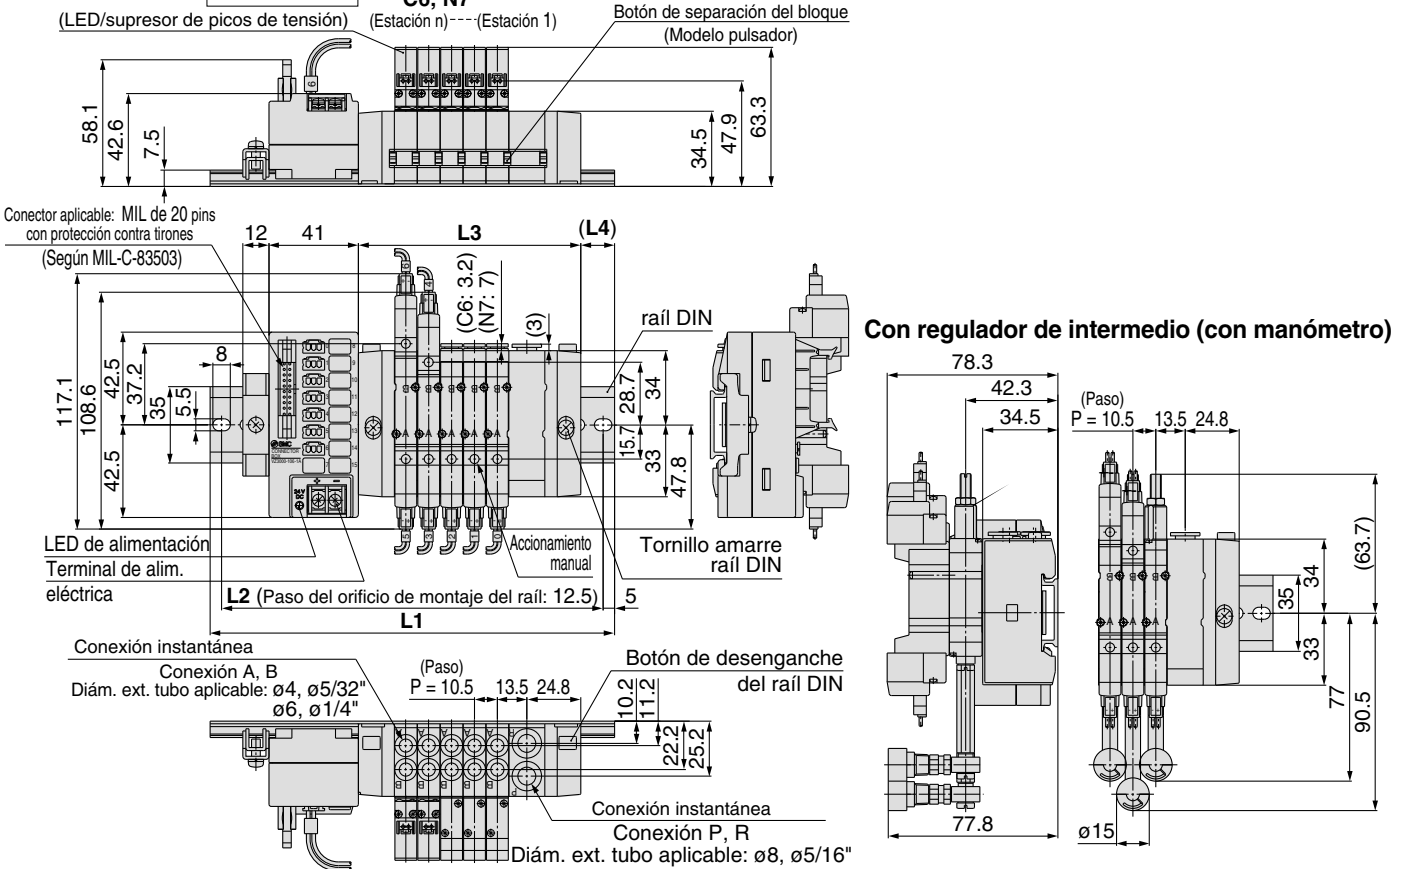 C6, N7
(LED/supresor de picos de tensión)
(Estación n)----(Estación 1)
Botón de separación del bloque
(Modelo pulsador)
58.1
42.6
7.5
34.5
47.9
63.3
Conector aplicable: MIL de 20 pins
con protección contra tirones
(Según MIL-C-83503)
12
41
L3
(L4)
(C6: 3.2)
(N7: 7)
(3)
raíl DIN
117.1
108.6
42.5
37.2
35
8
5.5
42.5
28.7
34
15.7
33
47.8
SMC
LED de alimentación
Terminal de alim.
eléctrica
Accionamiento
manual
Tornillo amarre
raíl DIN
L2 (Paso del orificio de montaje del raíl: 12.5)
5
L1
Conexión instantánea
Conexión A, B
Diám. ext. tubo aplicable: ø4, ø5/32"
ø6, ø1/4"
(Paso)
P = 10.5
13.5
24.8
10.2
11.2
22.2
25.2
Botón de desenganche
del raíl DIN
Conexión instantánea
Conexión P, R
Diám. ext. tubo aplicable: ø8, ø5/16"
Con regulador de intermedio (con manómetro)
78.3
42.3
34.5
77.8
(Paso)
P = 10.5
13.5
24.8
(63.7)
34
35
33
77
90.5
ø15